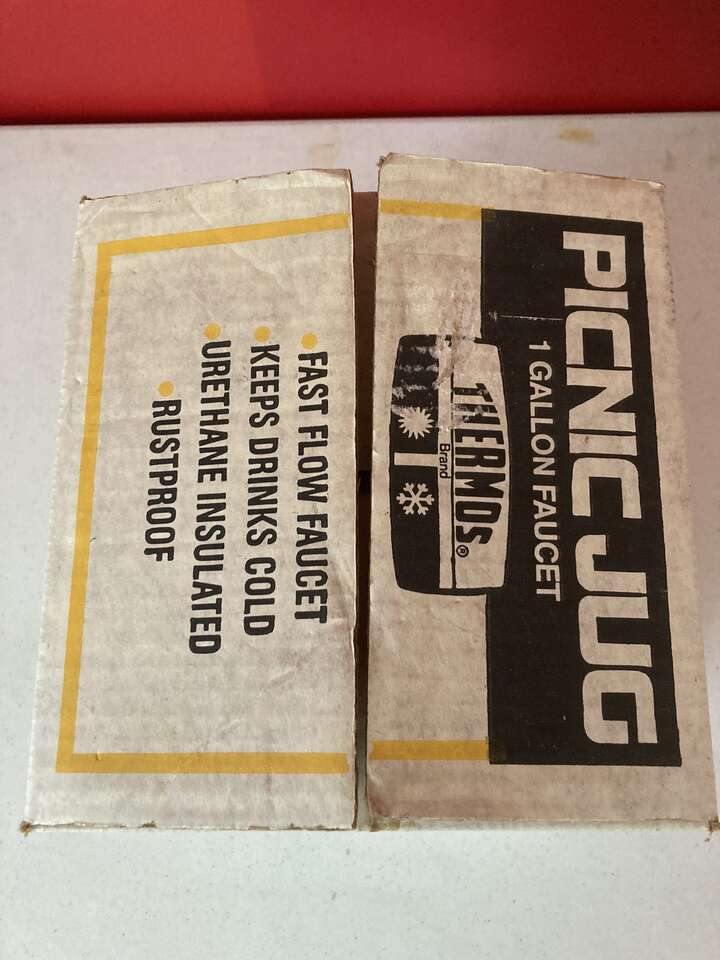 PICNIC JUG
1 GALLON FAUCET
THERMOS®
Brand
• FAST FLOW FAUCET
• KEEPS DRINKS COLD
• URETHANE INSULATED
• RUSTPROOF